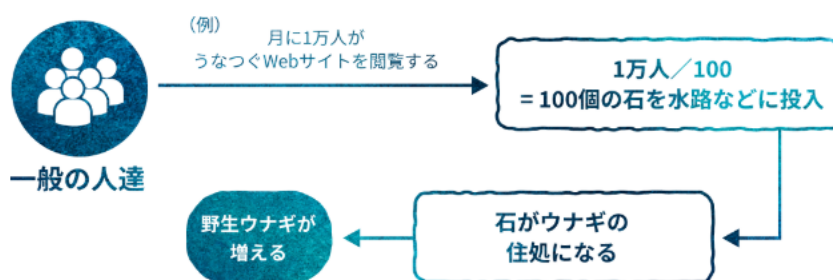 （例）
月に1万人が
うなつぐWebサイトを閲覧する
1万人／100
= 100個の石を水路などに投入
一般の人達
石がウナギの
住処になる
野生ウナギが
増える